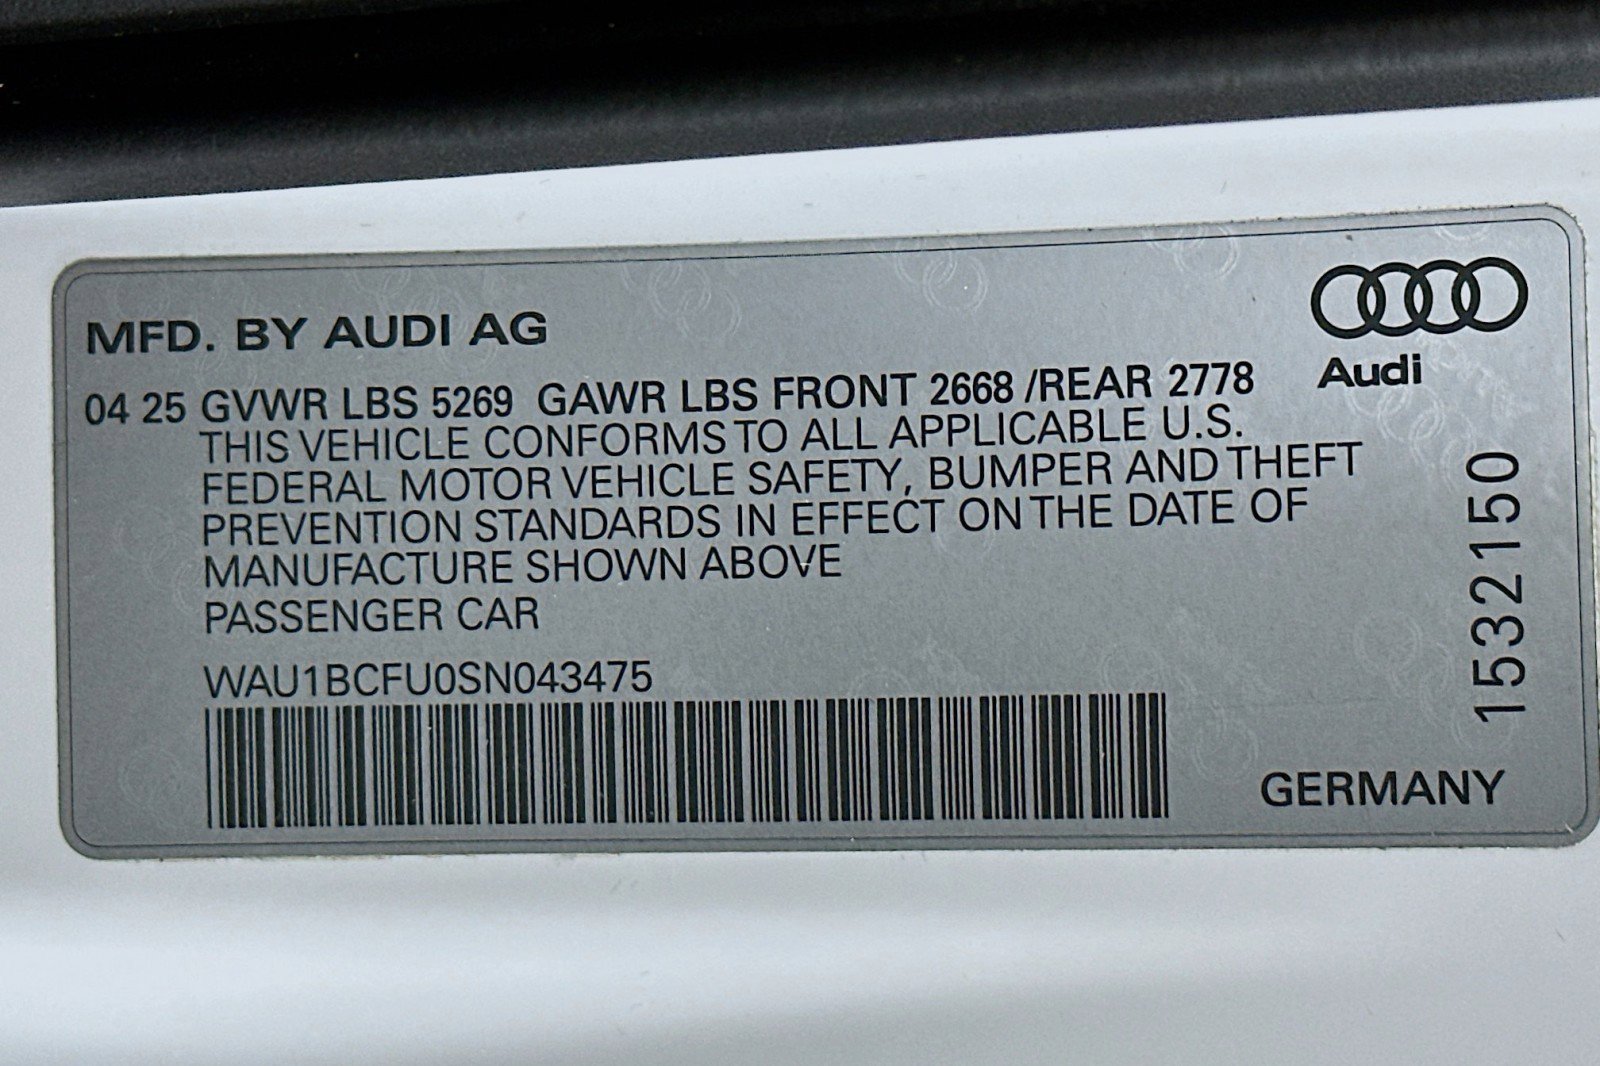 MFD. BY AUDI AG
Audi
04 25 GVWR LBS 5269 GAWR LBS FRONT 2668 /REAR 2778
THIS VEHICLE CONFORMS TO ALL APPLICABLE U.S.
FEDERAL MOTOR VEHICLE SAFETY, BUMPER AND THEFT
PREVENTION STANDARDS IN EFFECT ON THE DATE OF
MANUFACTURE SHOWN ABOVE
PASSENGER CAR
WAU1BCFU0SN043475
1532150
GERMANY